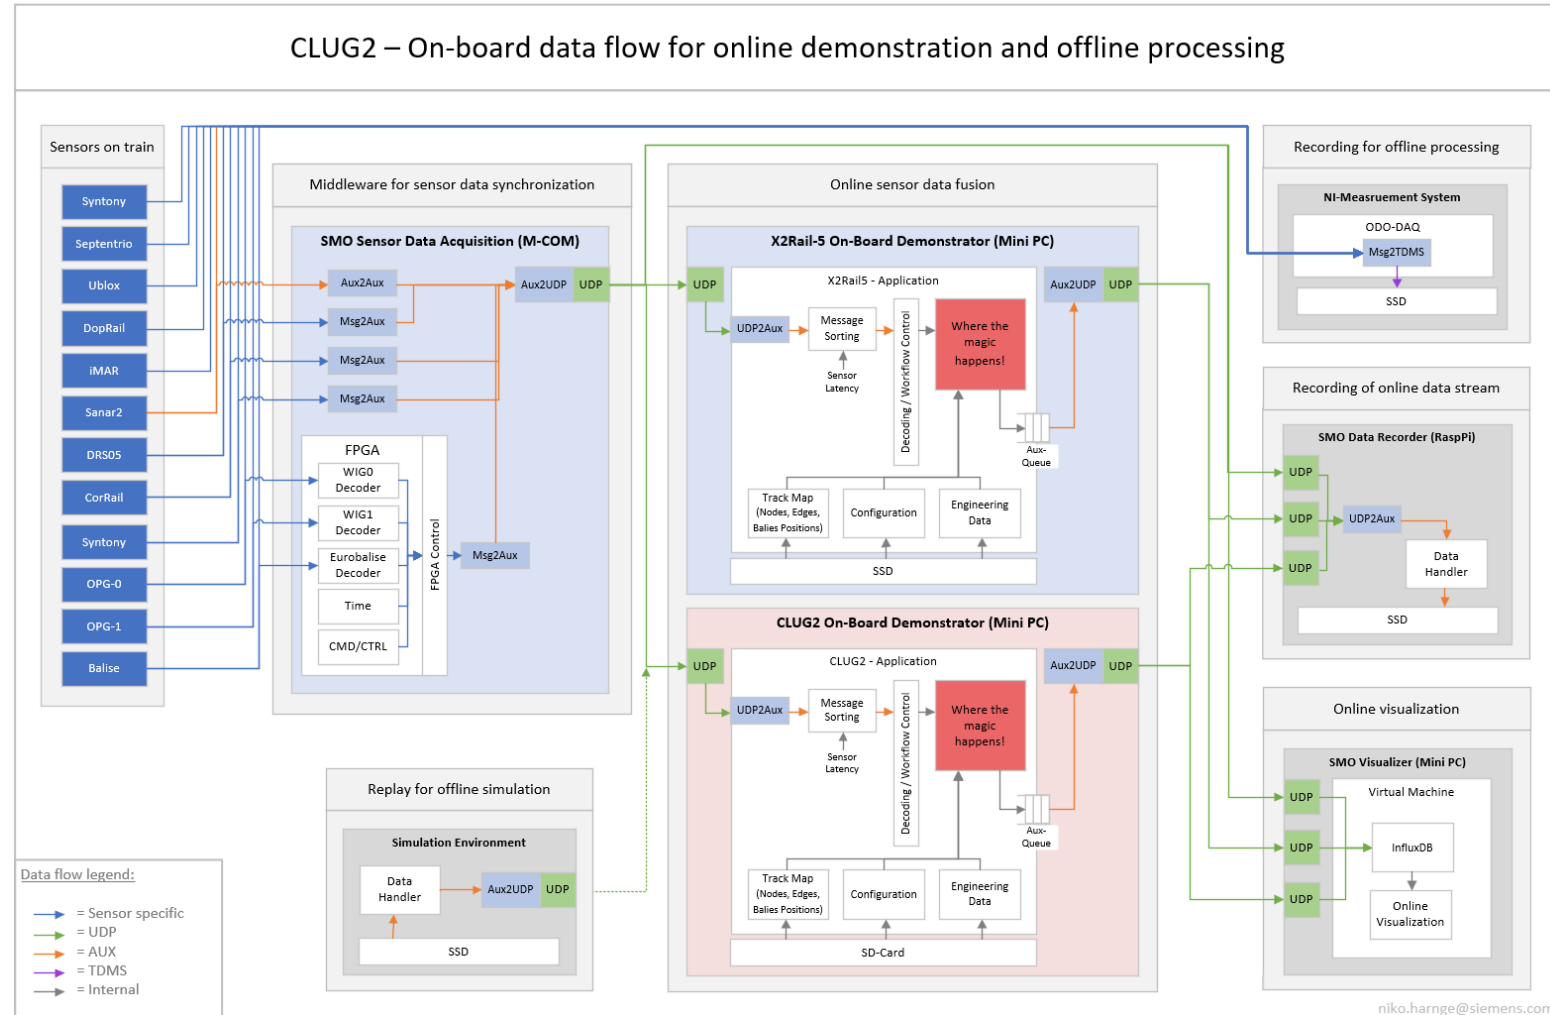 CLUG2 – On-board data flow for online demonstration and offline processing
Sensors on train
Syntony
Septentrio
Ublox
DopRail
iMAR
Sanar2
DRS05
CorRail
Syntony
OPG-0
OPG-1
Balise
Middleware for sensor data synchronization
SMO Sensor Data Acquisition (M-COM)
Aux2Aux
Msg2Aux
Msg2Aux
Msg2Aux
Aux2UDP
UDP
FPGA
WIG0
Decoder
WIG1
Decoder
Eurobalise
Decoder
Time
CMD/CTRL
FPGA Control
Msg2Aux
Replay for offline simulation
Simulation Environment
Data
Handler
Aux2UDP
UDP
SSD
Data flow legend:
= Sensor specific
= UDP
= AUX
= TDMS
= Internal
Online sensor data fusion
X2Rail-5 On-Board Demonstrator (Mini PC)
UDP
X2Rail5 - Application
UDP2Aux
Message
Sorting
Sensor
Latency
Decoding / Workflow Control
Where the
magic
happens!
Aux-
Queue
Aux2UDP
UDP
Track Map
(Nodes, Edges,
Balies Positions)
Configuration
Engineering
Data
SSD
CLUG2 On-Board Demonstrator (Mini PC)
UDP
CLUG2 - Application
UDP2Aux
Message
Sorting
Sensor
Latency
Decoding / Workflow Control
Where the
magic
happens!
Aux-
Queue
Aux2UDP
UDP
Track Map
(Nodes, Edges,
Balies Positions)
Configuration
Engineering
Data
SD-Card
Recording for offline processing
NI-Measruement System
ODO-DAQ
Msg2TDMS
SSD
Recording of online data stream
SMO Data Recorder (RaspPi)
UDP
UDP
UDP
UDP2Aux
Data
Handler
SSD
Online visualization
SMO Visualizer (Mini PC)
UDP
UDP
UDP
Virtual Machine
InfluxDB
Online
Visualization
niko.harnge@siemens.com